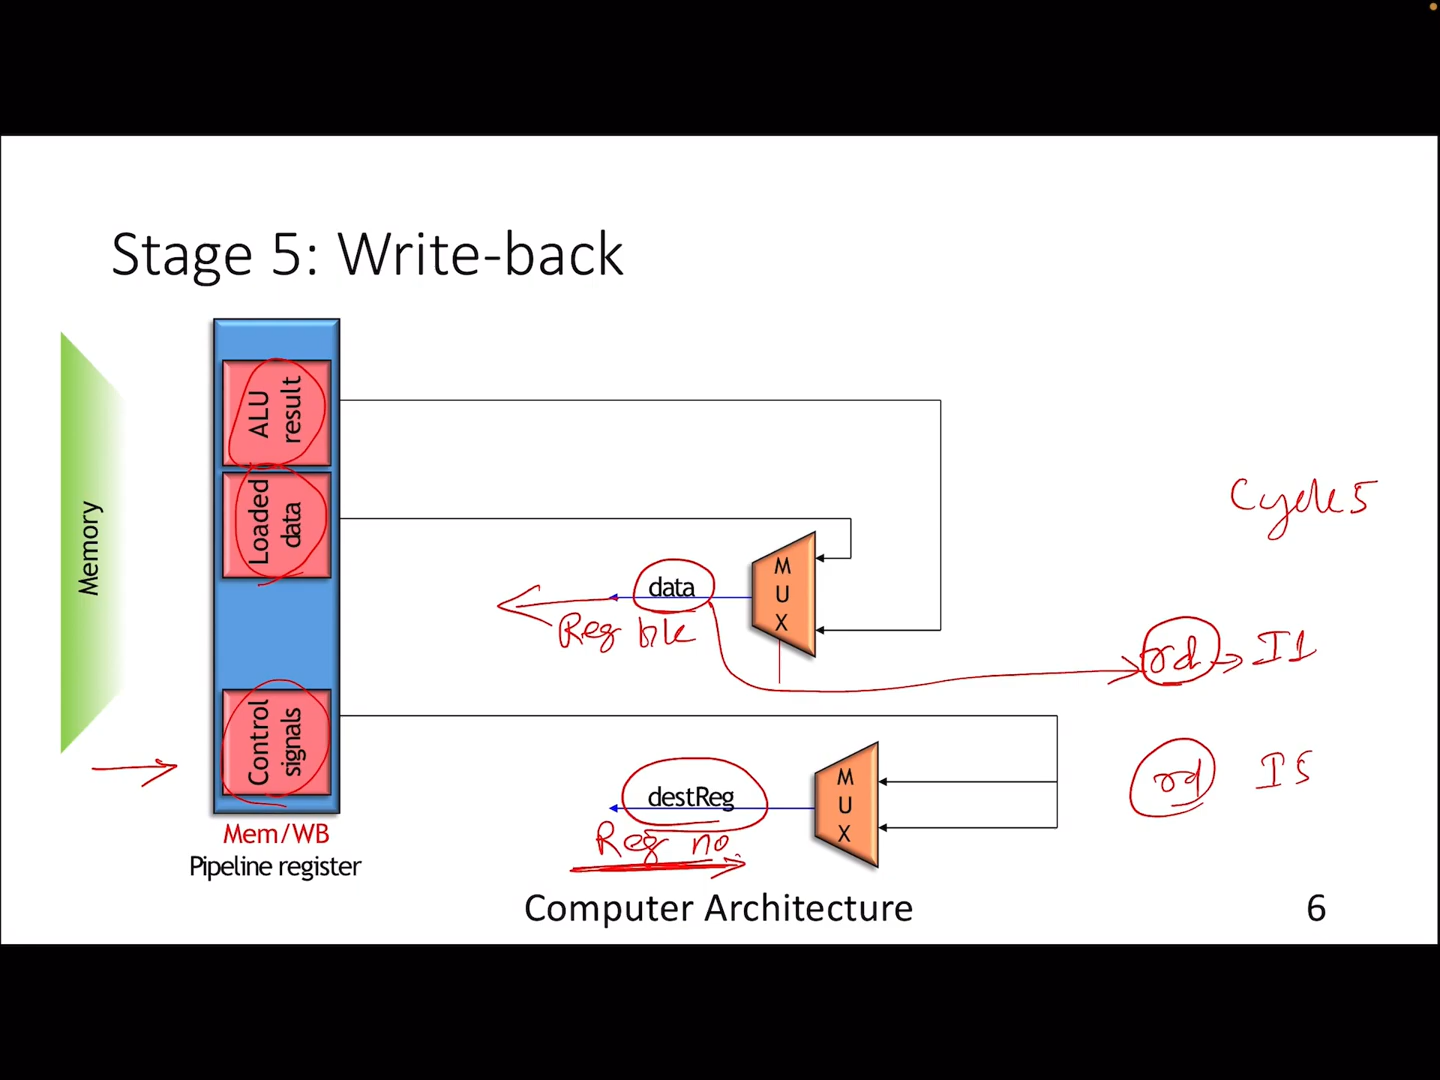 Stage 5: Write-back
ALU
result
Loaded
data
Memory
Control
signals
Mem/WB
Pipeline register
M
U
X
data
Reg
M
U
X
destReg
Reg no.
Cycle 5
rd → I1
rd I5
Computer Architecture
6